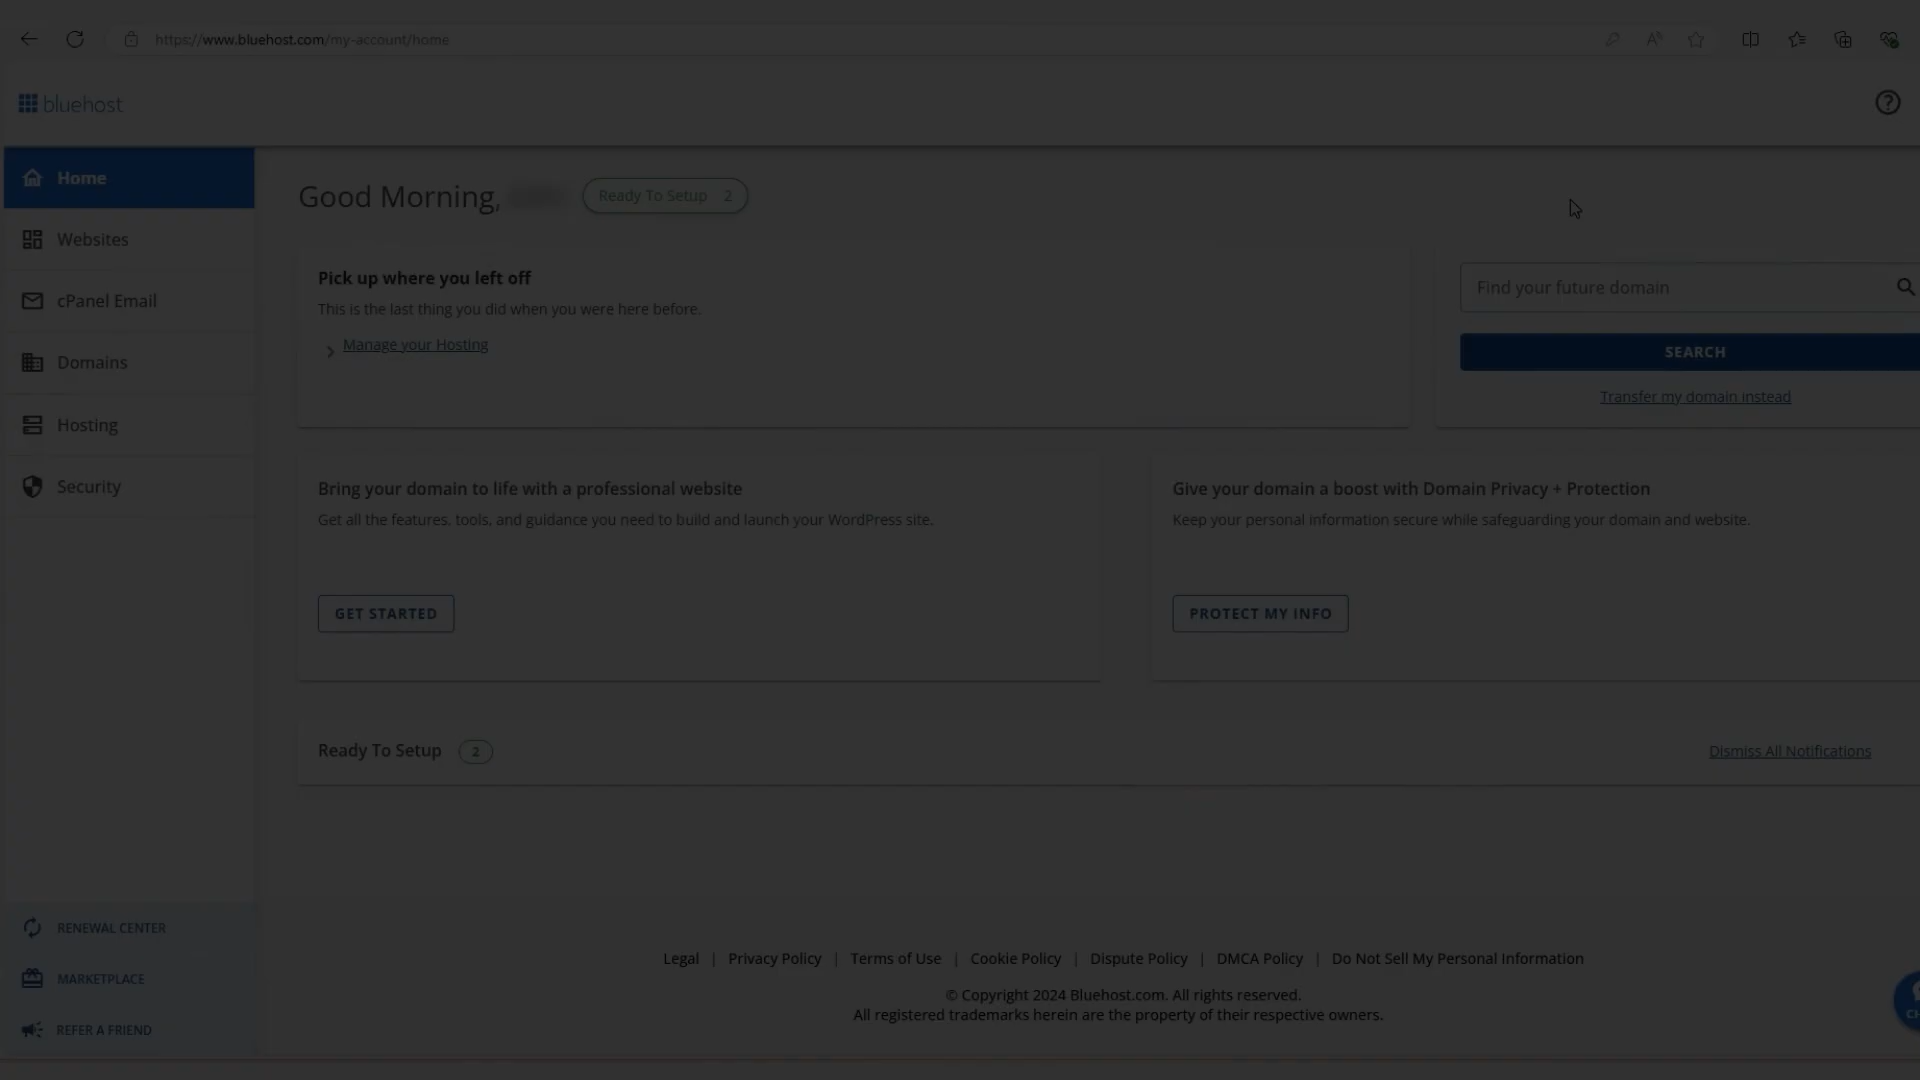 https://www.bluehost.com/my-account/home
bluehost
Home
Websites
cPanel Email
Domains
Hosting
Security
RENEWAL CENTER
MARKETPLACE
REFER A FRIEND
Good Morning,
Ready To Setup 2
Pick up where you left off
This is the last thing you did when you were here before.
Manage your Hosting
Find your future domain
SEARCH
Transfer my domain instead
Bring your domain to life with a professional website
Get all the features, tools, and guidance you need to build and launch your WordPress site.
GET STARTED
Give your domain a boost with Domain Privacy + Protection
Keep your personal information secure while safeguarding your domain and website.
PROTECT MY INFO
Ready To Setup 2
Dismiss All Notifications
Legal | Privacy Policy | Terms of Use | Cookie Policy | Dispute Policy | DMCA Policy | Do Not Sell My Personal Information
© Copyright 2024 Bluehost.com. All rights reserved.
All registered trademarks herein are the property of their respective owners.